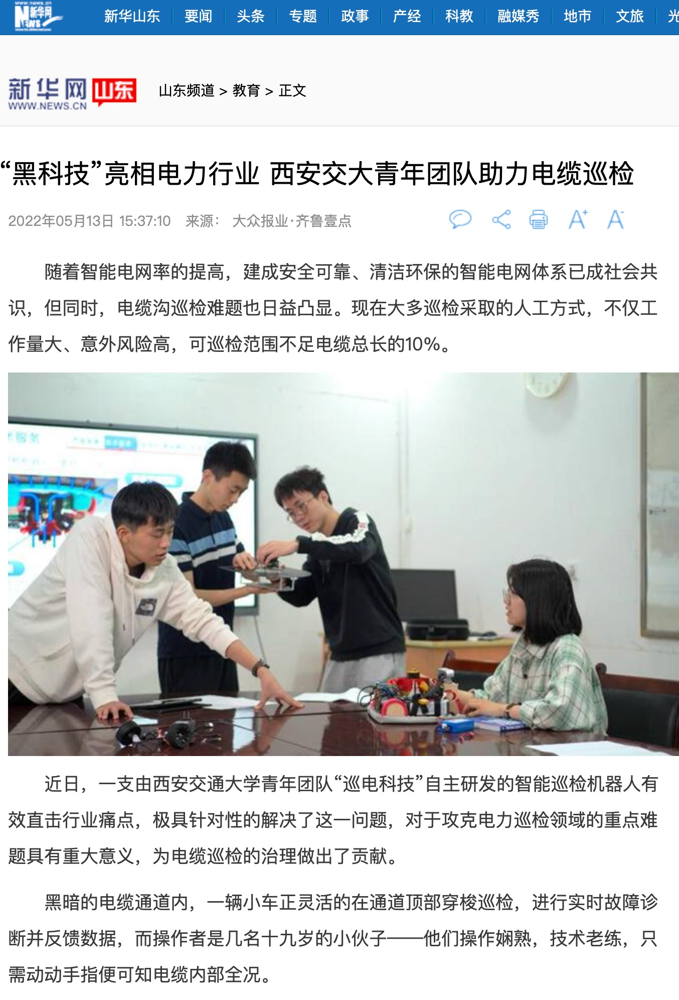 www.news.cn
新华网
NEWS
新华山东 要闻 头条 专题 政事 产经 科教 融媒秀 地市 文旅 光
新华网 山东
WWW.NEWS.CN
山东频道 > 教育 > 正文
“黑科技”亮相电力行业 西安交大青年团队助力电缆巡检
2022年05月13日 15:37:10 来源： 大众报业·齐鲁壹点
A+ A-
随着智能电网率的提高，建成安全可靠、清洁环保的智能电网体系已成社会共
识，但同时，电缆沟巡检难题也日益凸显。现在大多巡检采取的人工方式，不仅工
作量大、意外风险高，可巡检范围不足电缆总长的10%。
术服务
近日，一支由西安交通大学青年团队“巡电科技”自主研发的智能巡检机器人有
效直击行业痛点，极具针对性的解决了这一问题，对于攻克电力巡检领域的重点难
题具有重大意义，为电缆巡检的治理做出了贡献。
黑暗的电缆通道内，一辆小车正灵活的在通道顶部穿梭巡检，进行实时故障诊
断并反馈数据，而操作者是几名十九岁的小伙子——他们操作娴熟，技术老练，只
需动动手指便可知电缆内部全况。